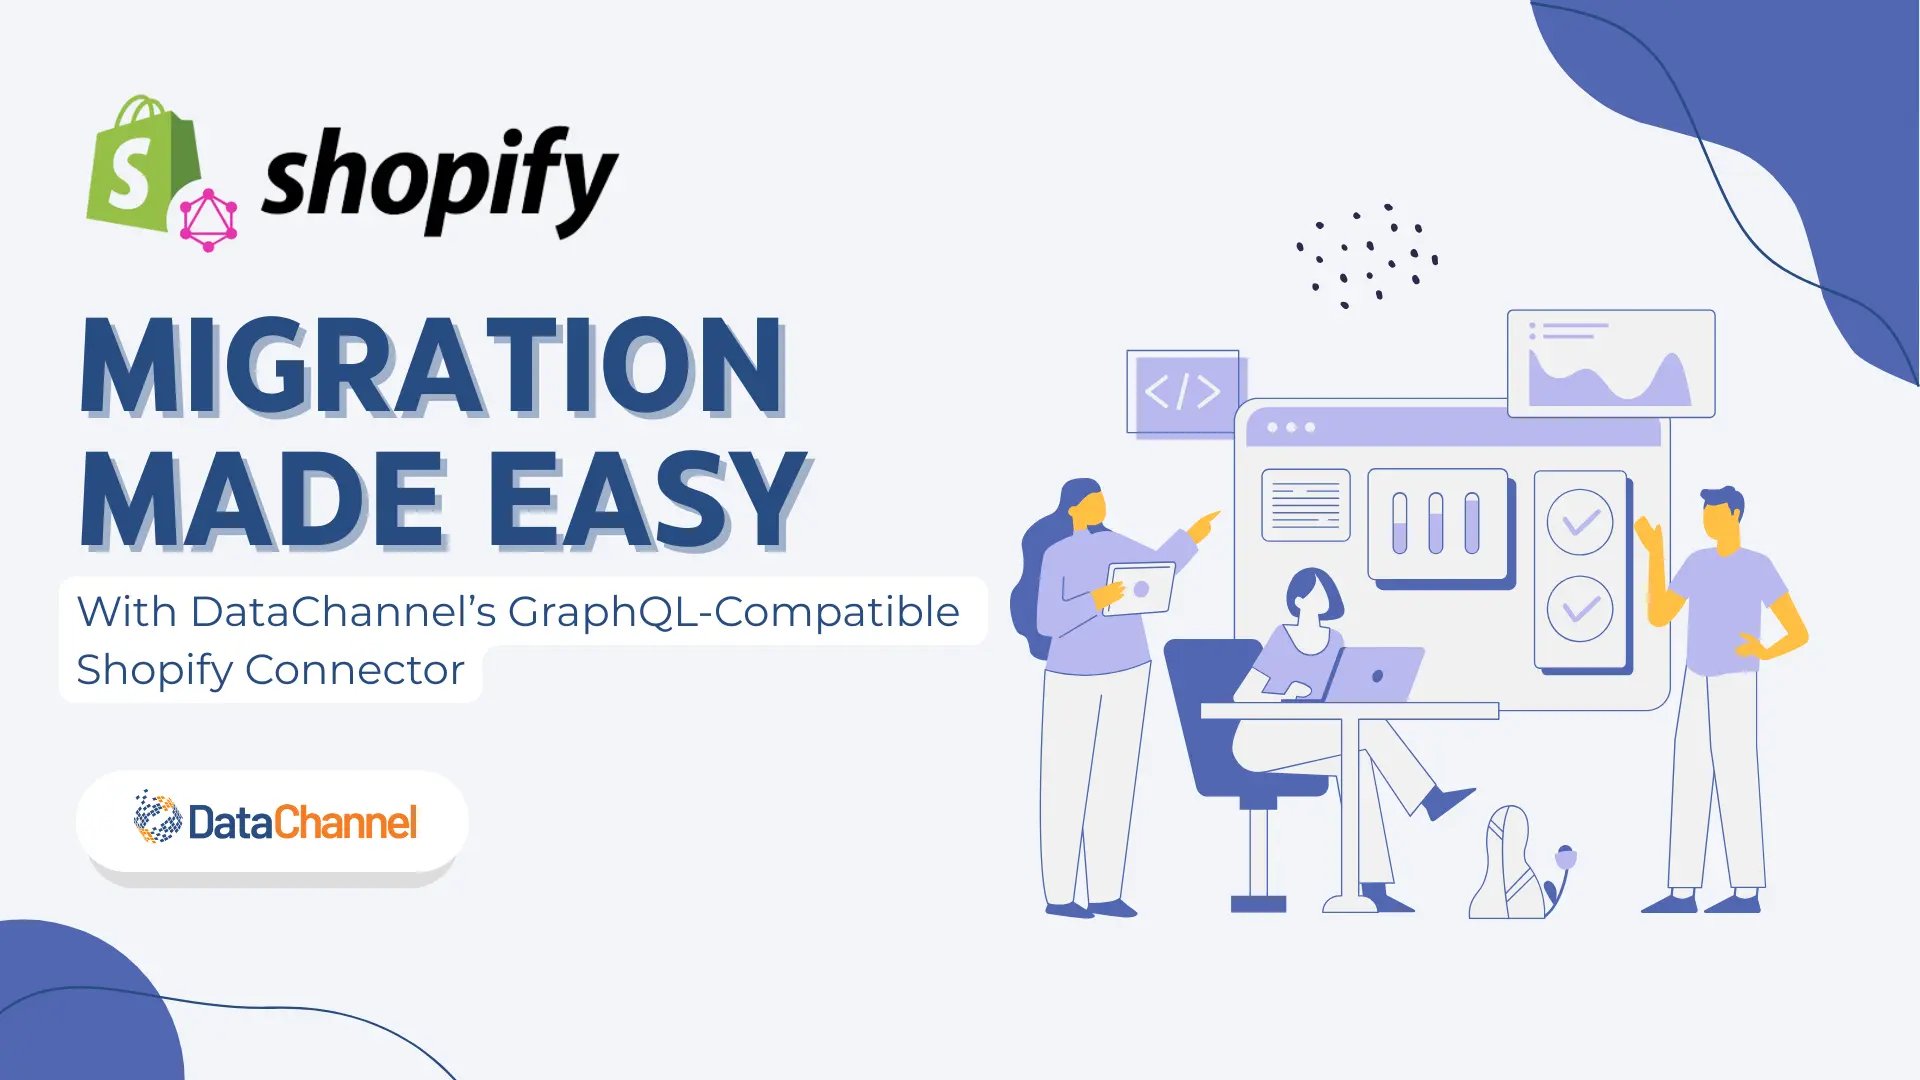 shopify
MIGRATION
MADE EASY
With DataChannel’s GraphQL-Compatible
Shopify Connector
DataChannel